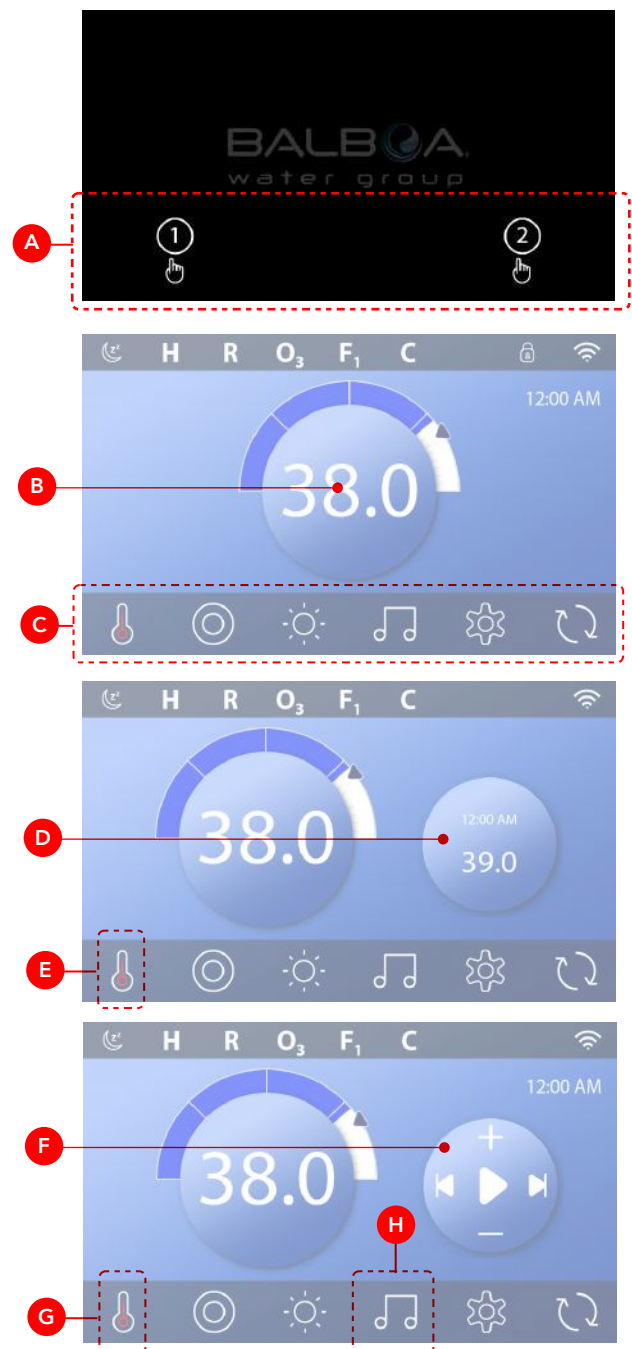 BALBOA
water group
A
1
2
H R O₃ F₁ C
12:00 AM
B
38.0
C
H R O₃ F₁ C
D
38.0
12:00 AM
39.0
E
H R O₃ F₁ C
12:00 AM
F
38.0
H
G